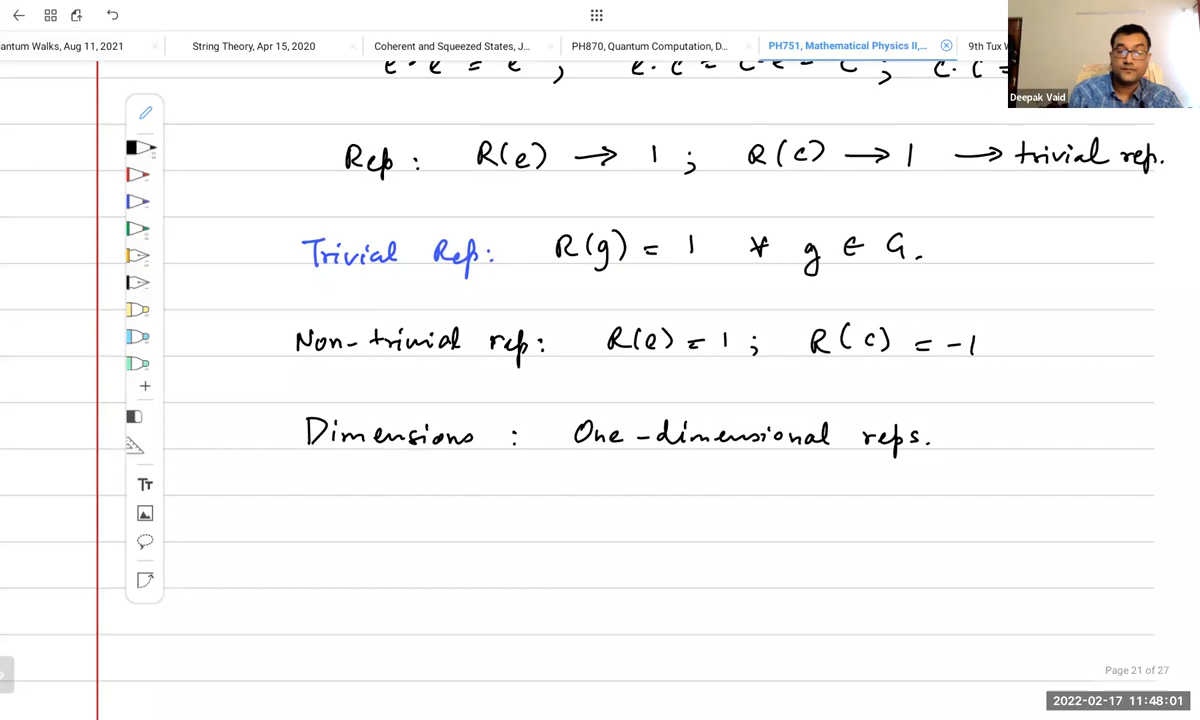 antum Walks, Aug 11, 2021 String Theory, Apr 15, 2020 Coherent and Squeezed States, J... PH870, Quantum Computation, D... PH751, Mathematical Physics II,... 9th Tux
Deepak Vaid
Rep : R(e) → 1 ; R(c) → 1 → trivial rep.
Trivial Rep: R(g) = 1 ∀ g ∈ G.
Non-trivial rep: R(e) = 1 ; R(c) = -1
Dimensions : One-dimensional reps.
Tт
Page 21 of 27
2022-02-17 11:48:01